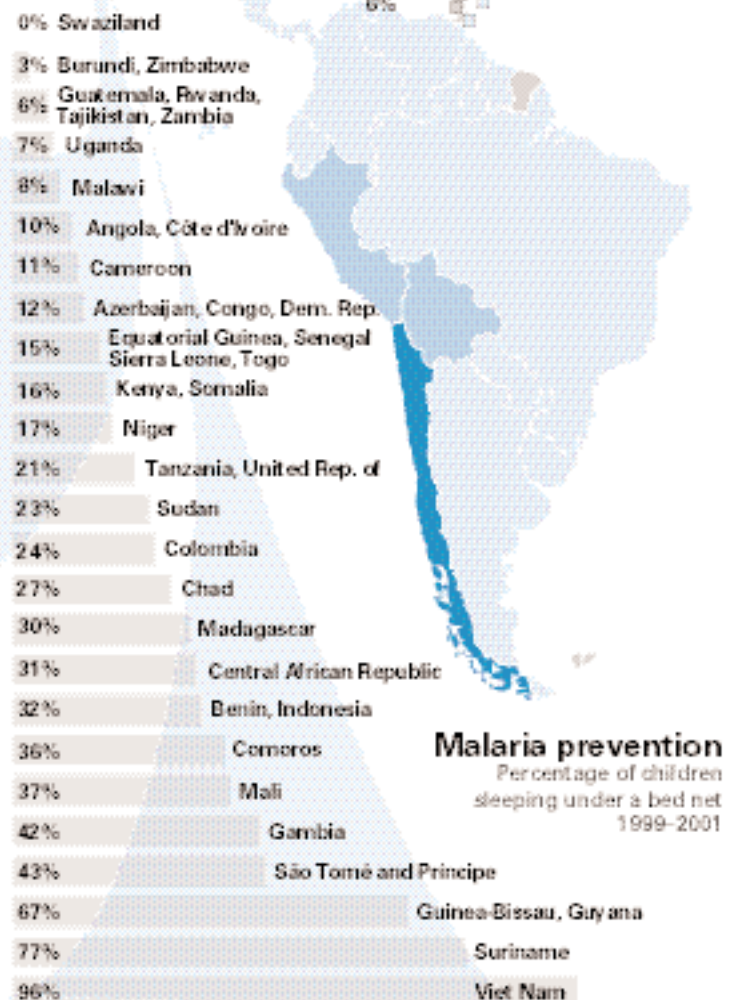 6%
0% Swaziland
3% Burundi, Zimbabwe
6% Guatemala, Rwanda,
Tajikistan, Zambia
7% Uganda
8% Malawi
10% Angola, Côte d'Ivoire
11% Cameroon
12% Azerbaijan, Congo, Dem. Rep.
15% Equatorial Guinea, Senegal
Sierra Leone, Togo
16% Kenya, Somalia
17% Niger
21% Tanzania, United Rep. of
23% Sudan
24% Colombia
27% Chad
30% Madagascar
31% Central African Republic
32% Benin, Indonesia
36% Comoros
37% Mali
42% Gambia
43% São Tomé and Principe
67% Guinea-Bissau, Guyana
77% Suriname
96% Viet Nam
Malaria prevention
Percentage of children
sleeping under a bed net
1999-2001